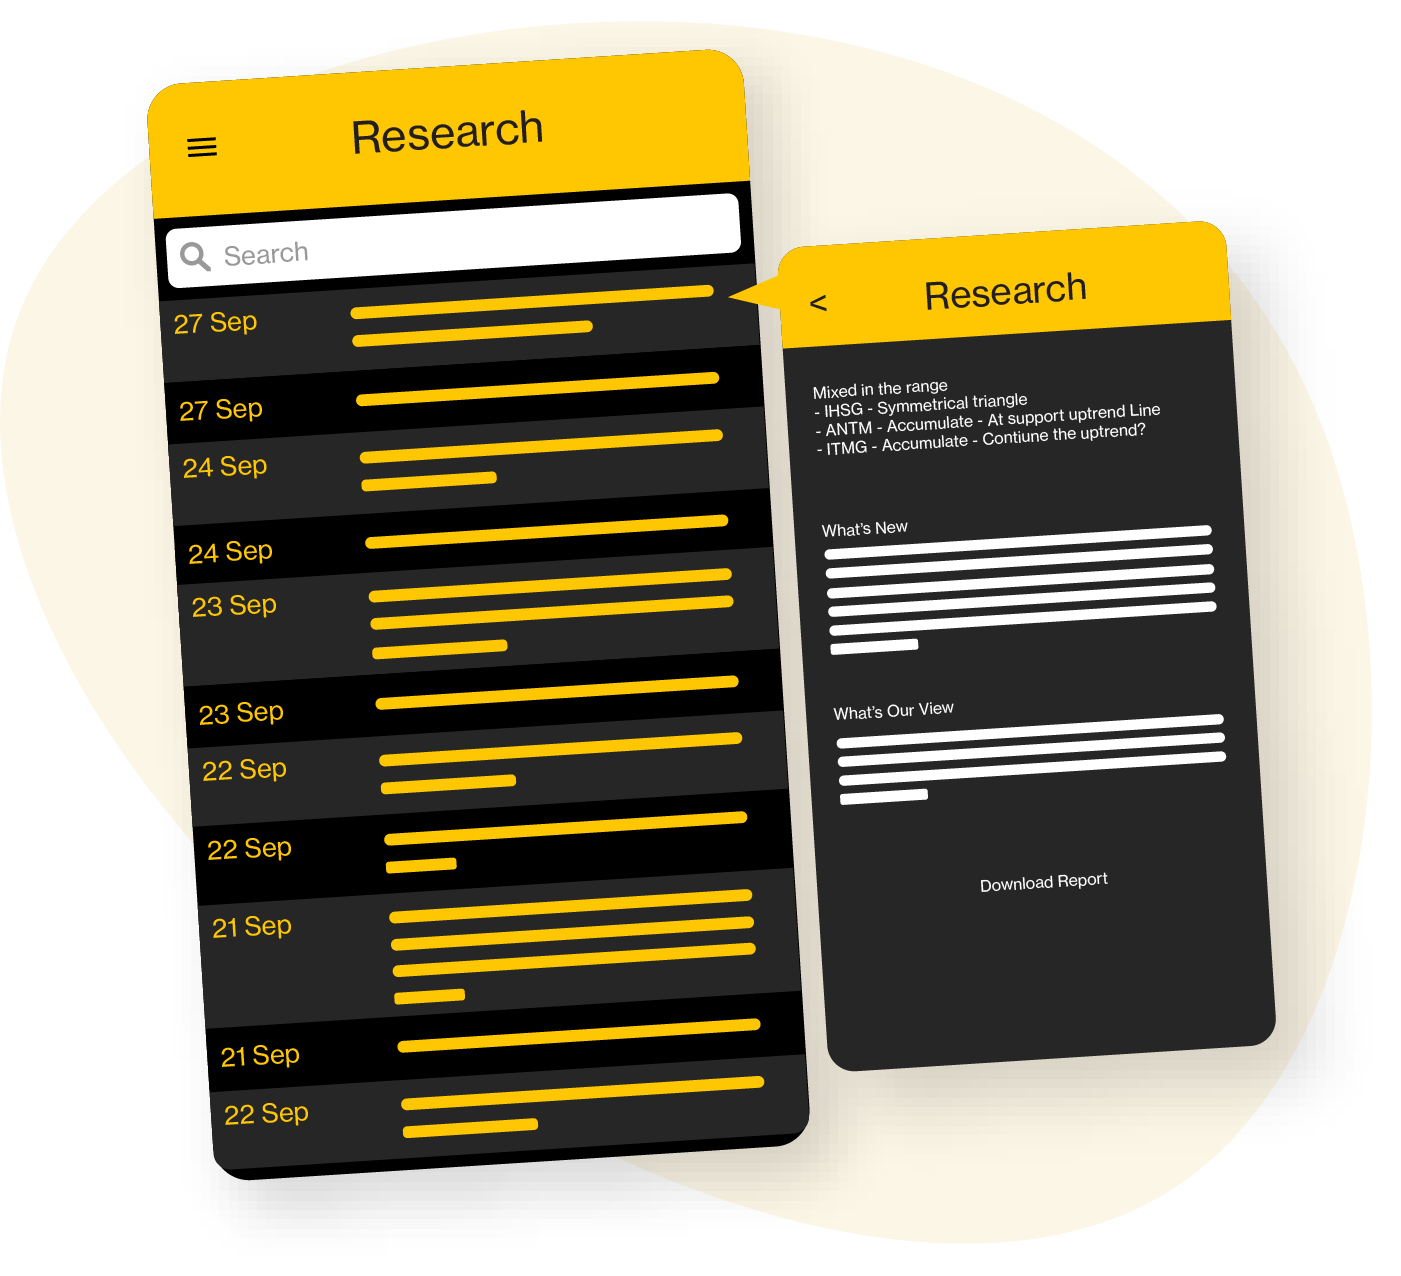 Research
Search
27 Sep
27 Sep
24 Sep
24 Sep
23 Sep
23 Sep
22 Sep
22 Sep
21 Sep
21 Sep
22 Sep
< Research
Mixed in the range
- IHSG - Symmetrical triangle
- ANTM - Accumulate - At support uptrend Line
- ITMG - Accumulate - Contiune the uptrend?
What's New
What's Our View
Download Report